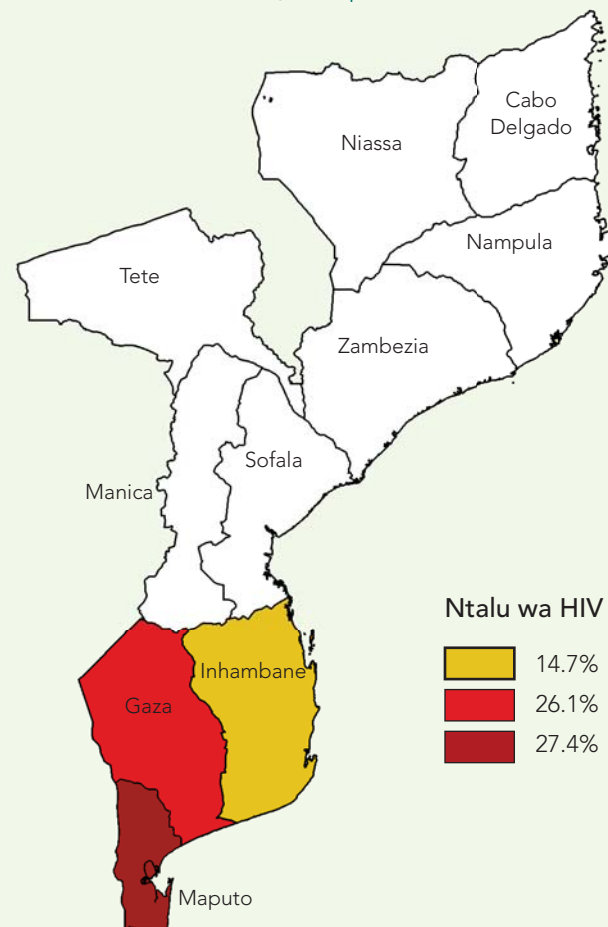 Cabo
Delgado
Niassa
Nampula
Tete
Zambezia
Sofala
Manica
Ntalu wa HIV
14.7%
Inhambane
Gaza
26.1%
27.4%
Maputo